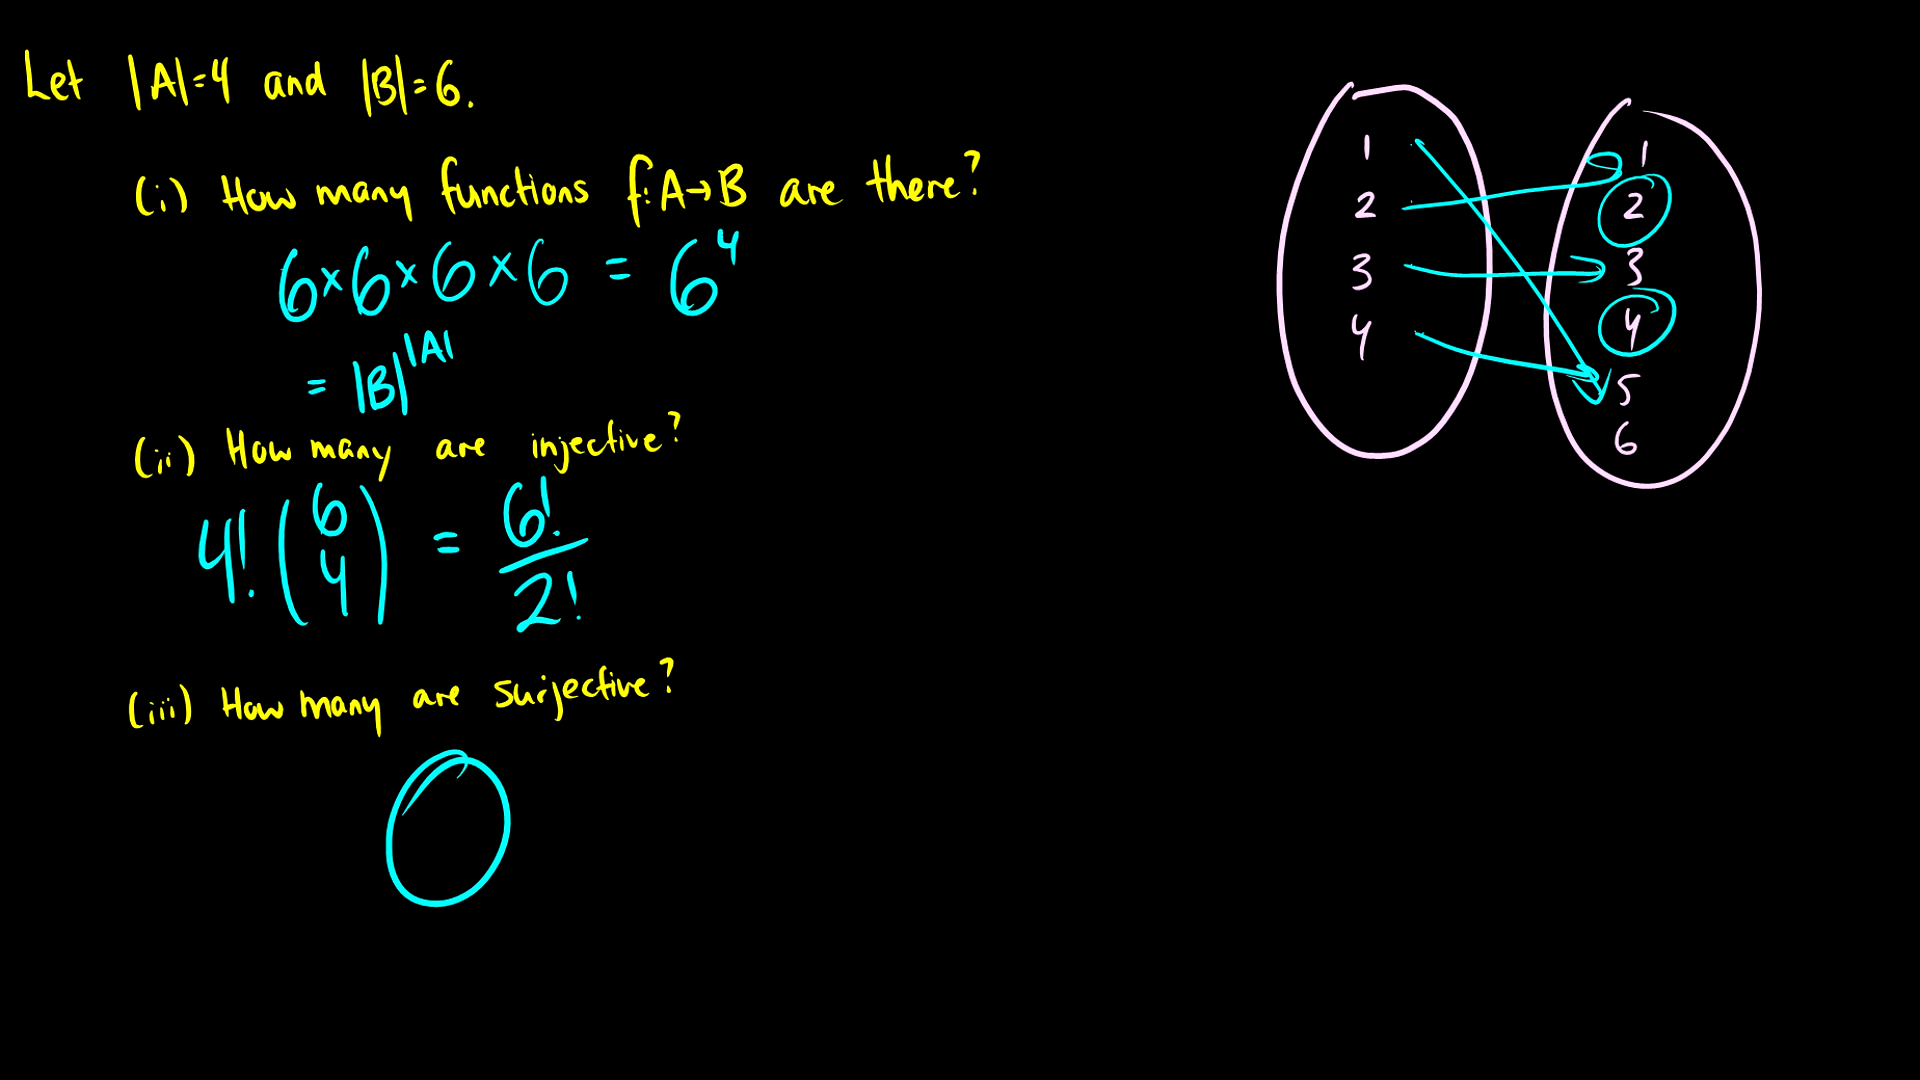 Let |A|=4 and |B|=6.
(i) How many functions f:A→B are there?
6×6×6×6 = 6⁴
= |B|^|A|
(ii) How many are injective?
4! (6 4) = 6!/2!
(iii) How many are surjective?
0
1
2
3
4
1
2
3
4
5
6